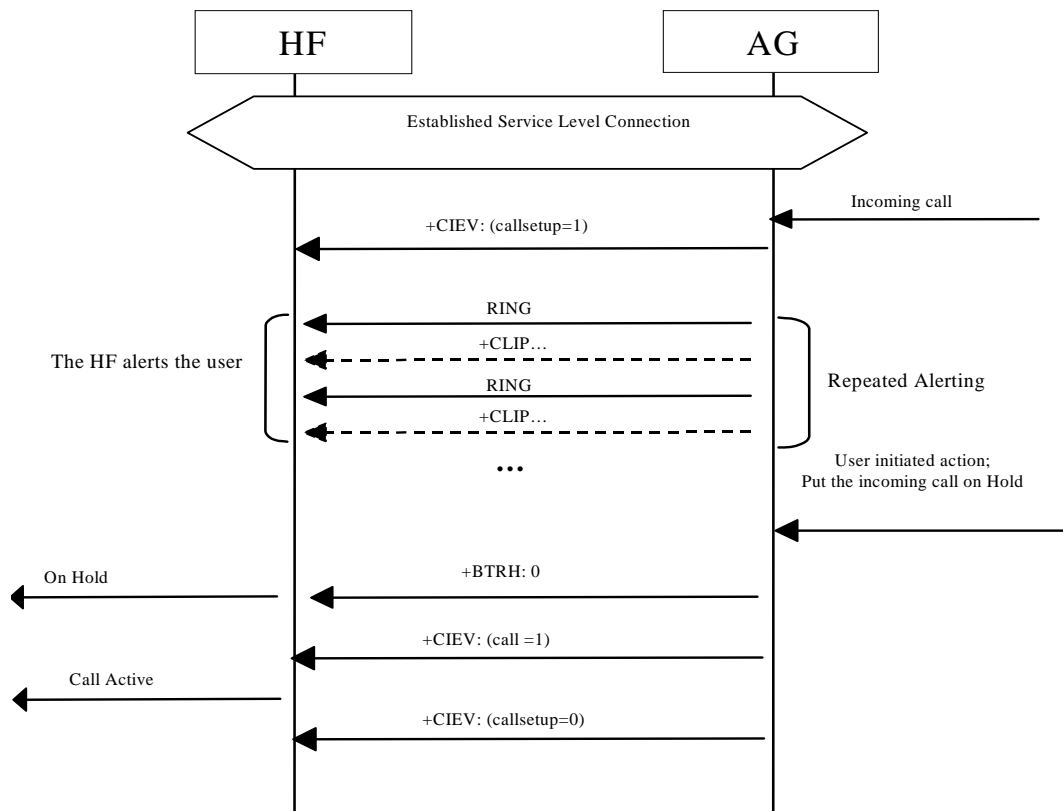 HF
AG
Established Service Level Connection
Incoming call
+CIEV: (callsetup=1)
RING
+CLIP…
The HF alerts the user
Repeated Alerting
RING
+CLIP…
...
User initiated action;
Put the incoming call on Hold
+BTRH: 0
On Hold
+CIEV: (call =1)
Call Active
+CIEV: (callsetup=0)